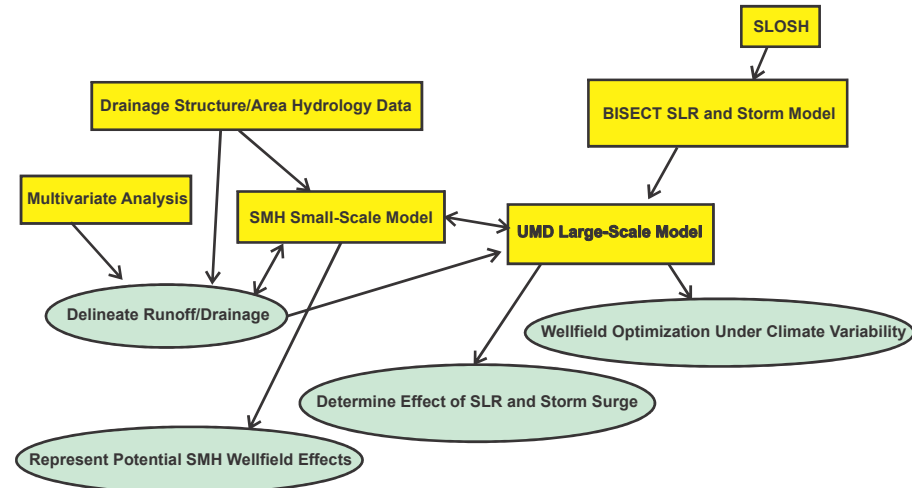 SLOSH
Drainage Structure/Area Hydrology Data
BISECT SLR and Storm Model
Multivariate Analysis
SMH Small-Scale Model
UMD Large-Scale Model
Delineate Runoff/Drainage
Wellfield Optimization Under Climate Variability
Determine Effect of SLR and Storm Surge
Represent Potential SMH Wellfield Effects